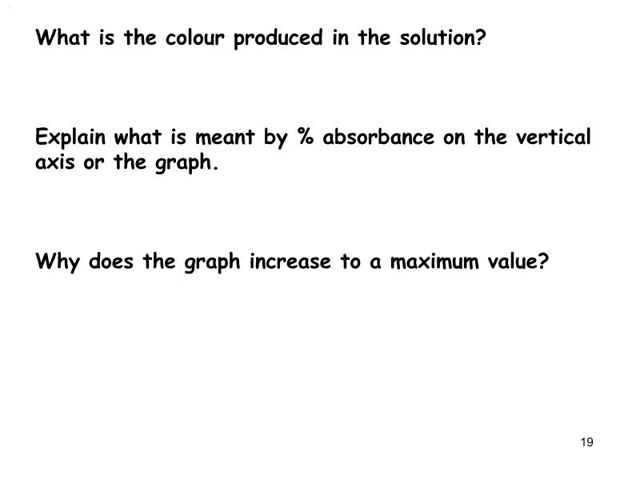 What is the colour produced in the solution?
Explain what is meant by % absorbance on the vertical
axis or the graph.
Why does the graph increase to a maximum value?
19